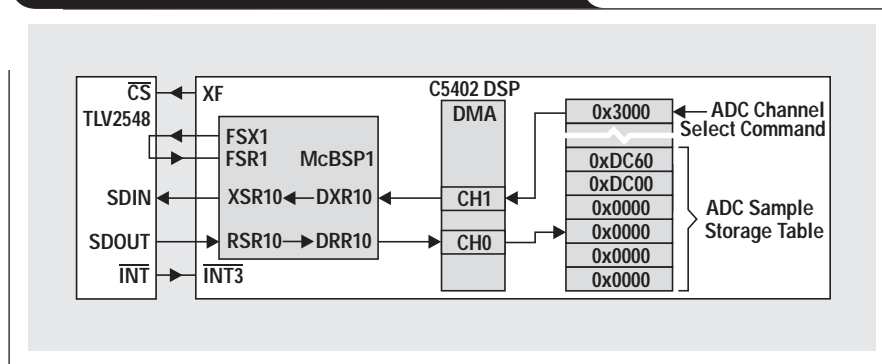 C5402 DSP
CS
XF
TLV2548
DMA
0x3000
ADC Channel
Select Command
FSX1
FSR1
McBSP1
0xDC60
0xDC00
SDIN
XSR10
DXR10
CH1
0x0000
ADC Sample
Storage Table
SDOUT
RSR10
DRR10
CH0
0x0000
0x0000
INT
INT3
0x0000